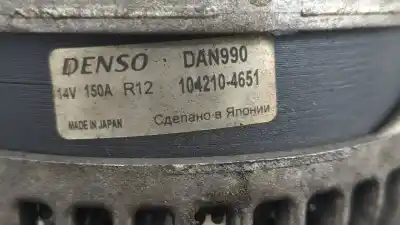 DENSO DAN990
14V 150A R12 104210-4651
MADE IN JAPAN Сделано в Японии